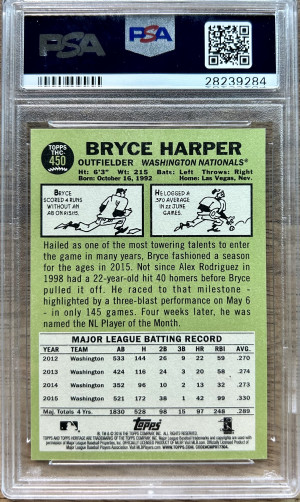 PSA
PSA
28239284
TOPPS
THC-
450
BRYCE HARPER
OUTFIELDER WASHINGTON NATIONALS®
Ht: 6'3" Wt: 215 Bats: Left Throws: Right
Born: October 16, 1992 Home: Las Vegas, Nev.
BRYCE
SCORED 4 RUNS
WITHOUT AN
AB ON 8/3/15.
HE LOGGED A
.370 AVERAGE
IN 22 JUNE
GAMES.
Hailed as one of the most towering talents to enter
the game in many years, Bryce fashioned a season
for the ages in 2015. Not since Alex Rodriguez in
1998 had a 22-year-old hit 40 homers before Bryce
pulled it off. He raced to that milestone -
highlighted by a three-blast performance on May 6
- in only 145 games. Four weeks later, he was
named the NL Player of the Month.
MAJOR LEAGUE BATTING RECORD
YEAR TEAM AB H 2B 3B HR RBI AVG.
2012 Washington 533 144 26 9 22 59 .270
2013 Washington 424 116 24 3 20 58 .274
2014 Washington 352 96 10 2 13 32 .273
2015 Washington 521 172 38 1 42 99 .330
Maj. Totals 4 Yrs. 1830 528 98 15 97 248 .289
Topps